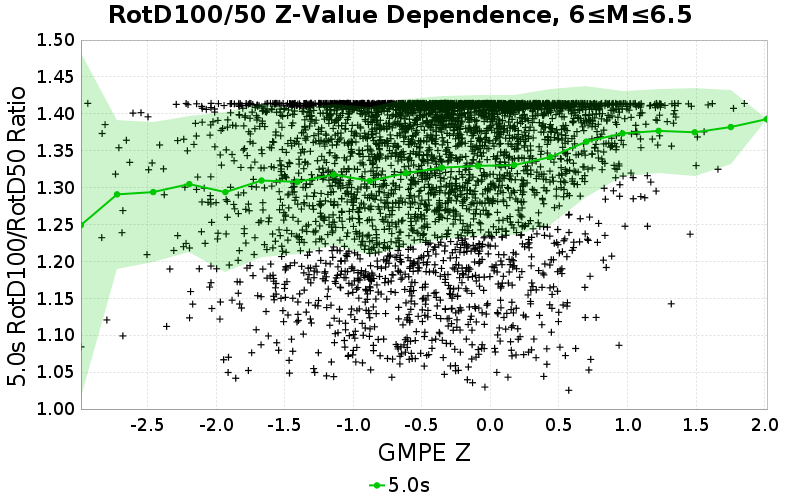 RotD100/50 Z-Value Dependence, 6≤M≤6.5
5.0s RotD100/RotD50 Ratio
1.50
1.45
1.40
1.35
1.30
1.25
1.20
1.15
1.10
1.05
1.00
-2.5 -2.0 -1.5 -1.0 -0.5 0.0 0.5 1.0 1.5 2.0
GMPE Z
5.0s